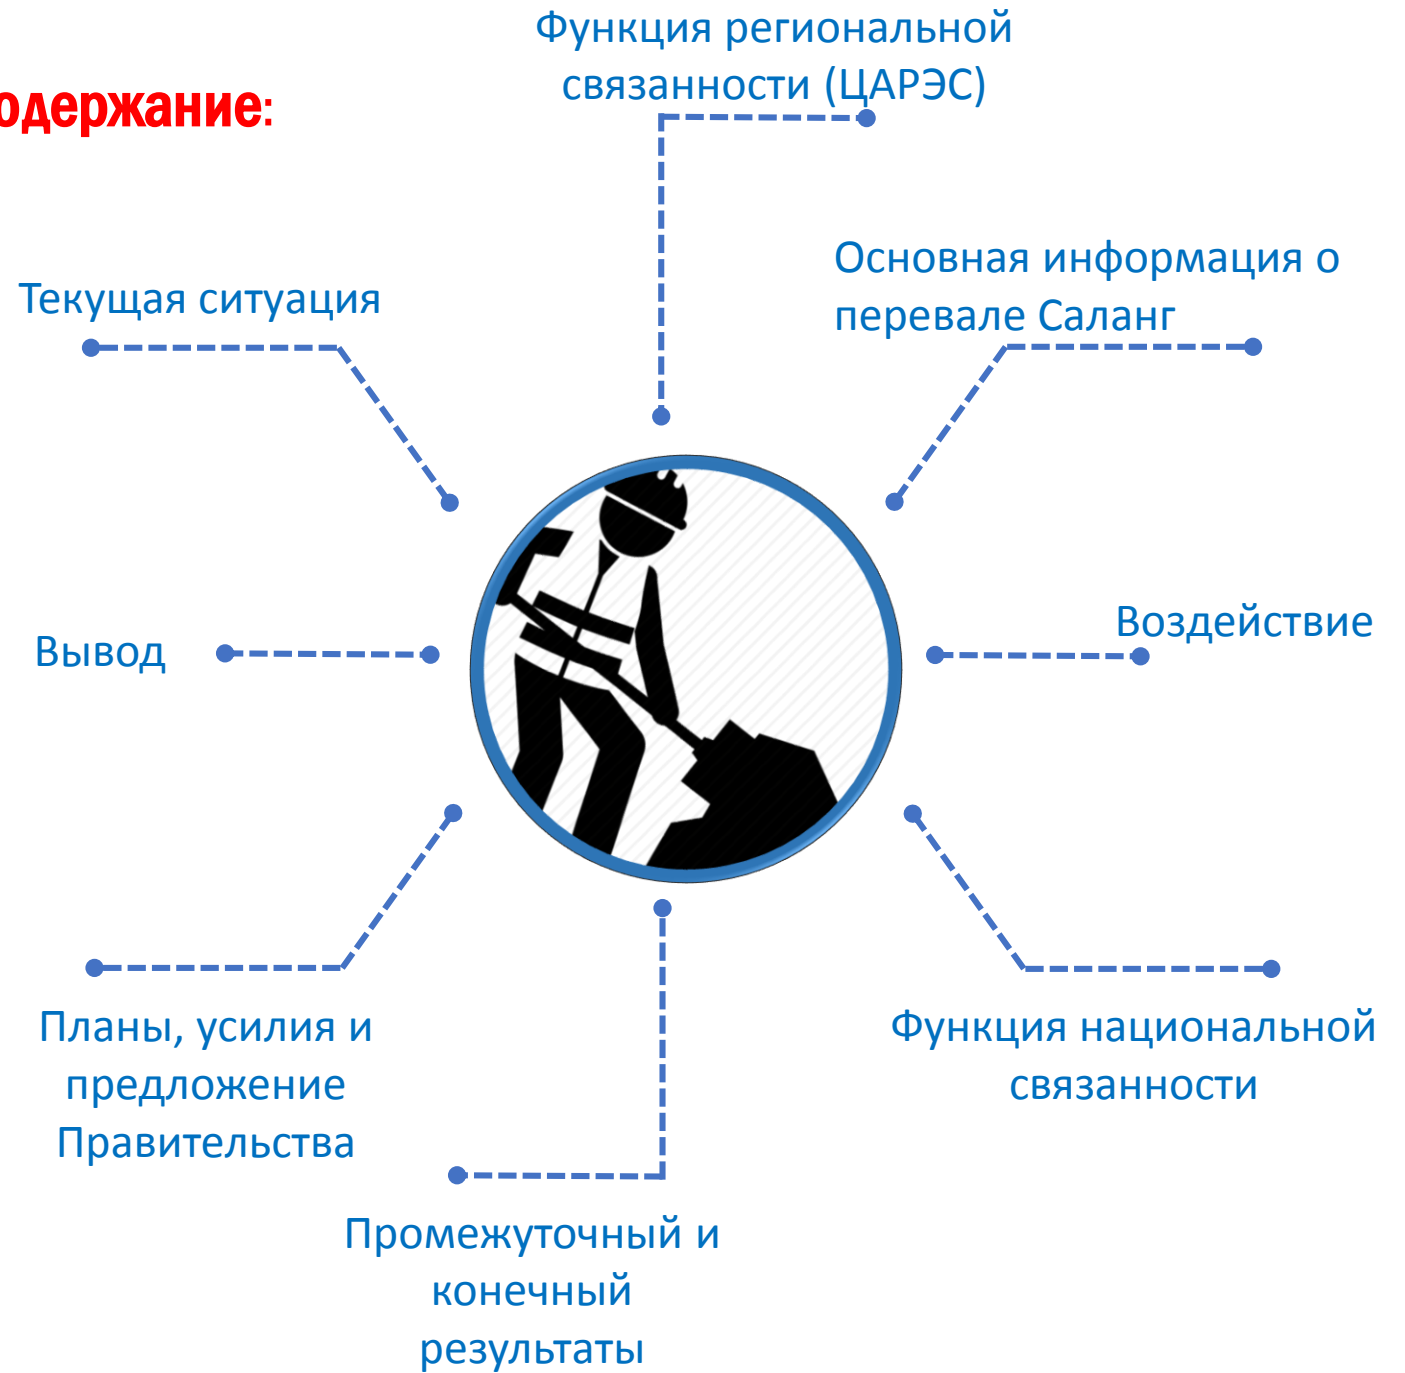 Функция региональной
связанности (ЦАРЭС)
одержание:
Основная информация о
перевале Саланг
Текущая ситуация
Воздействие
Вывод
Планы, усилия и
предложение
Правительства
Функция национальной
связанности
Промежуточный и
конечный
результаты